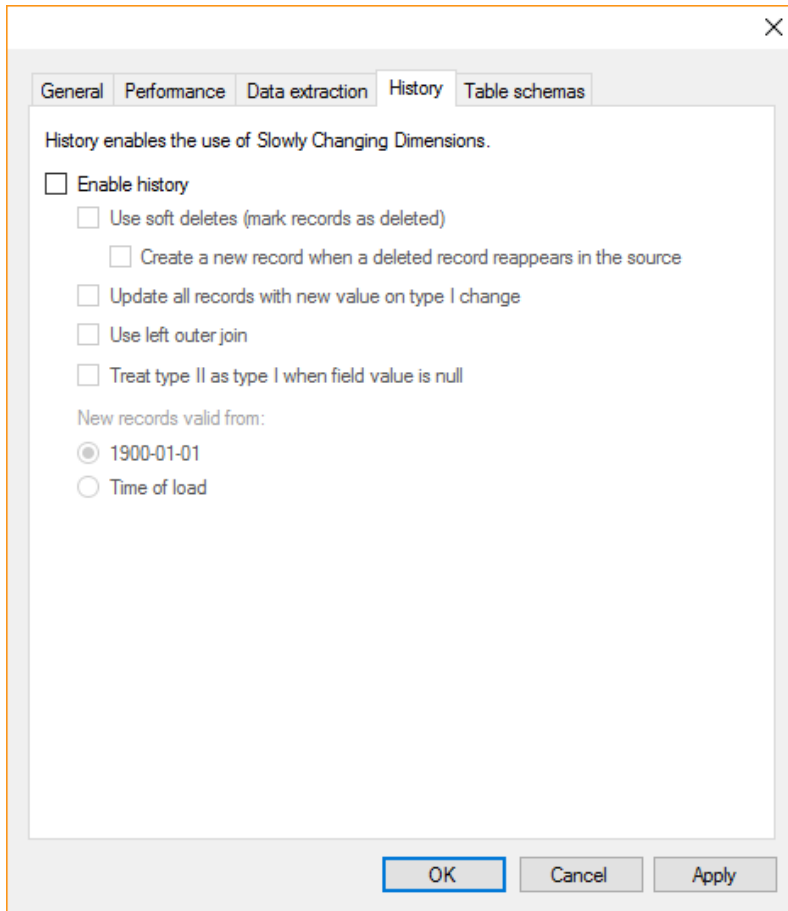 General Performance Data extraction History Table schemas
History enables the use of Slowly Changing Dimensions.
Enable history
Use soft deletes (mark records as deleted)
Create a new record when a deleted record reappears in the source
Update all records with new value on type I change
Use left outer join
Treat type II as type I when field value is null
New records valid from:
1900-01-01
Time of load
OK Cancel Apply